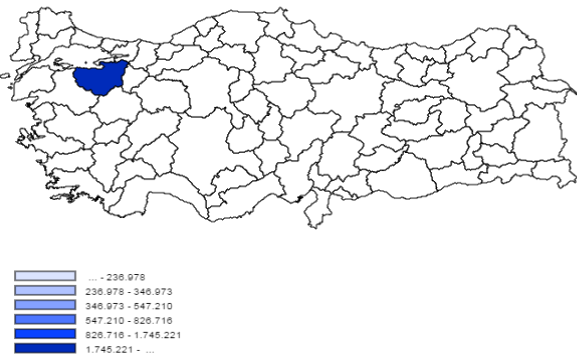 ... - 236.978
236.978 - 346.973
346.973 - 547.210
547.210 - 826.716
826.716 - 1.745.221
1.745.221 - ...